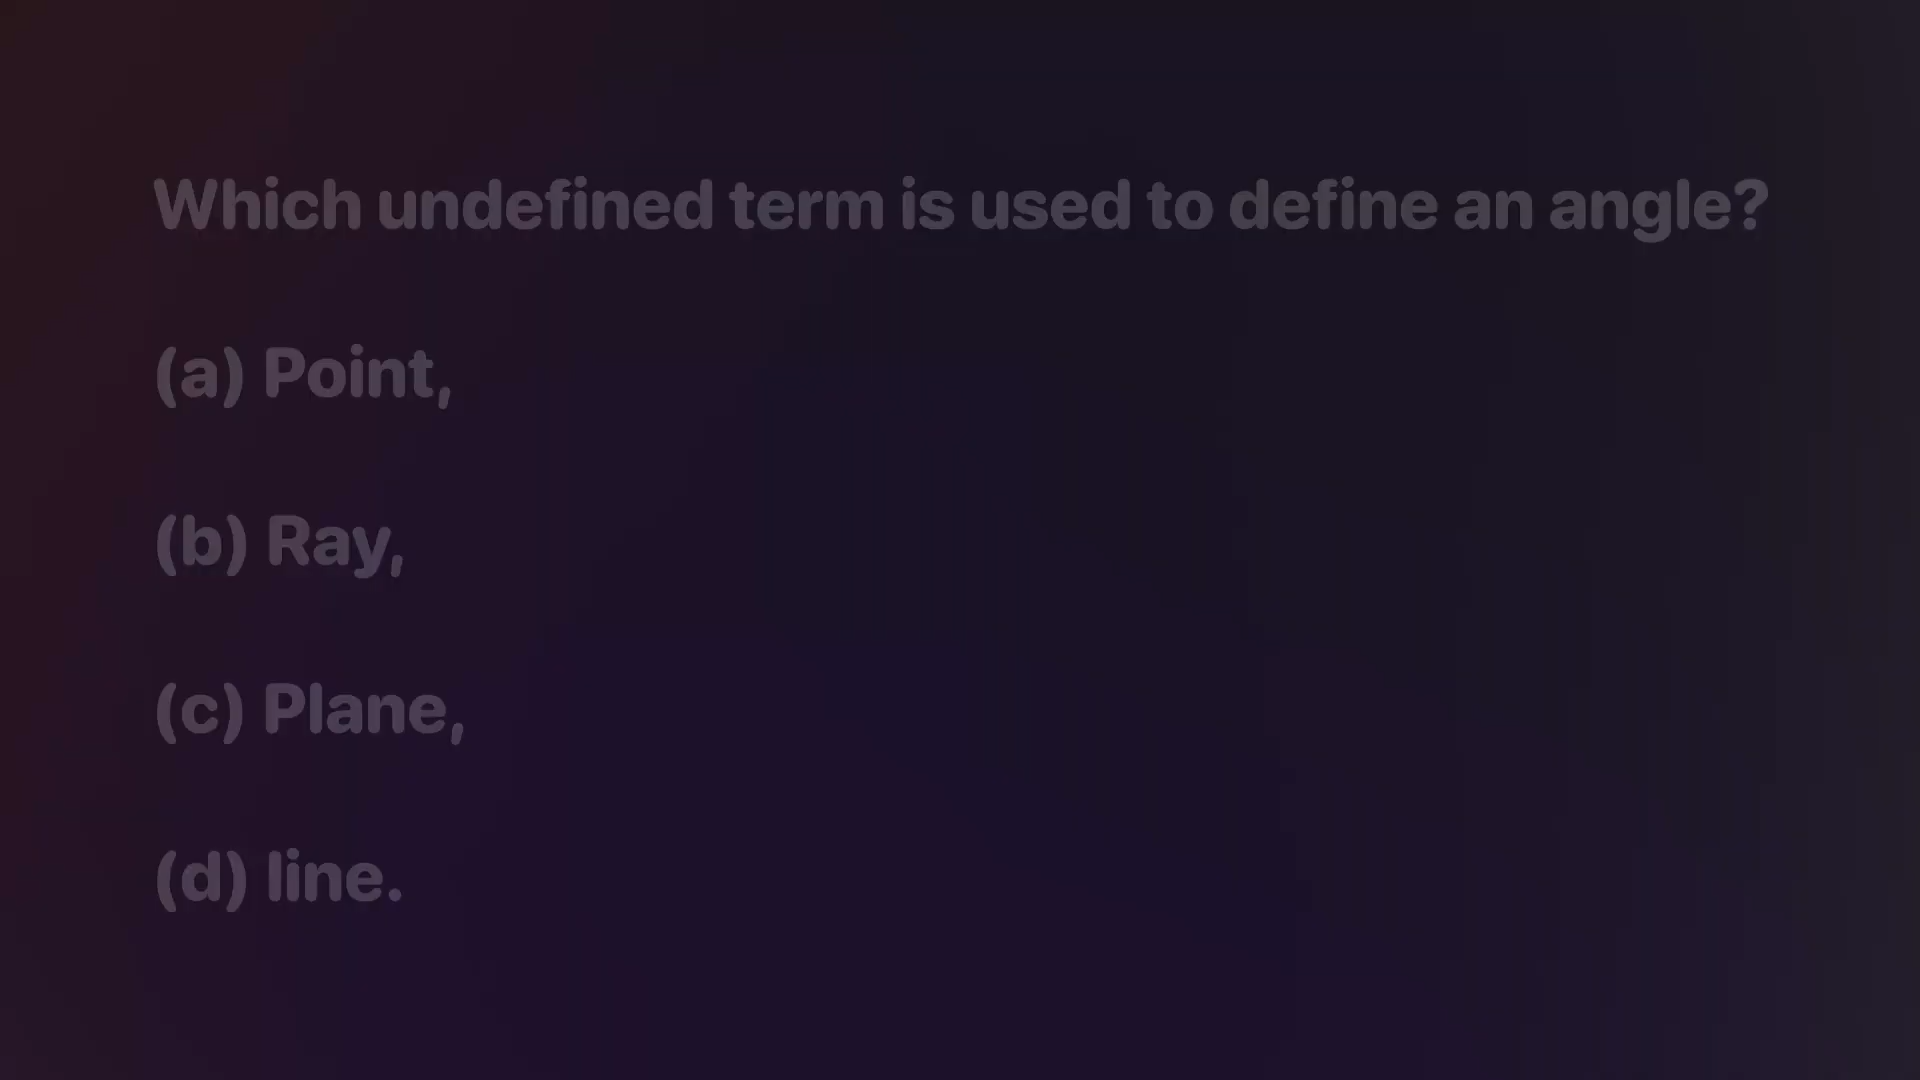 Which undefined term is used to define an angle?
(a) Point,
(b) Ray,
(c) Plane,
(d) line.